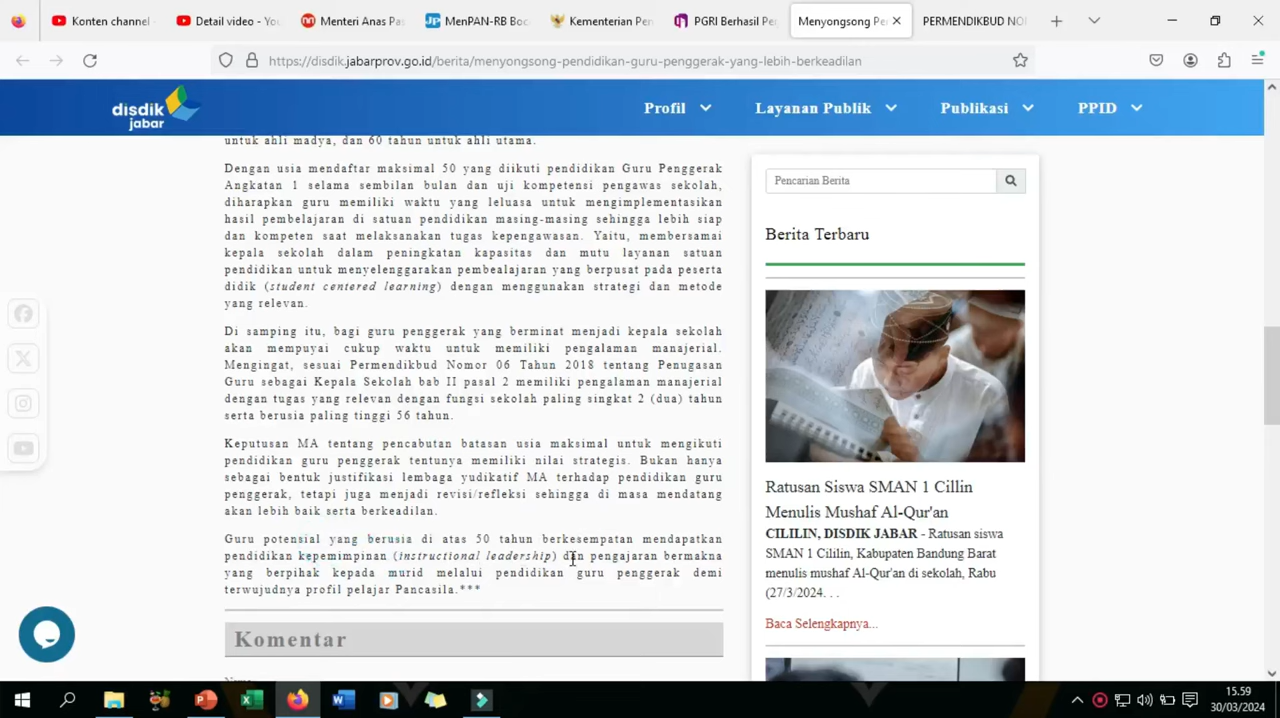 Konten channel
Detail video - You
Menteri Anas Pas
MenPAN-RB Boc
Kementerian Pen
PGRI Berhasil Pe
Menyongsong Pe
PERMENDIKBUD NO
https://disdik.jabarprov.go.id/berita/menyongsong-pendidikan-guru-penggerak-yang-lebih-berkeadilan
disdik
jabar
Profil
Layanan Publik
Publikasi
PPID
untuk ahli madya, dan 60 tahun untuk ahli utama.
Dengan usia mendaftar maksimal 50 yang diikuti pendidikan Guru Penggerak
Angkatan 1 selama sembilan bulan dan uji kompetensi pengawas sekolah,
diharapkan guru memiliki waktu yang leluasa untuk mengimplementasikan
hasil pembelajaran di satuan pendidikan masing-masing sehingga lebih siap
dan kompeten saat melaksanakan tugas kepengawasan. Yaitu, membersamai
kepala sekolah dalam peningkatan kapasitas dan mutu layanan satuan
pendidikan untuk menyelenggarakan pembealajaran yang berpusat pada peserta
didik (student centered learning) dengan menggunakan strategi dan metode
yang relevan.
Di samping itu, bagi guru penggerak yang berminat menjadi kepala sekolah
akan mempuyai cukup waktu untuk memiliki pengalaman manajerial.
Mengingat, sesuai Permendikbud Nomor 06 Tahun 2018 tentang Penugasan
Guru sebagai Kepala Sekolah bab II pasal 2 memiliki pengalaman manajerial
dengan tugas yang relevan dengan fungsi sekolah paling singkat 2 (dua) tahun
serta berusia paling tinggi 56 tahun.
Keputusan MA tentang pencabutan batasan usia maksimal untuk mengikuti
pendidikan guru penggerak tentunya memiliki nilai strategis. Bukan hanya
sebagai bentuk justifikasi lembaga yudikatif MA terhadap pendidikan guru
penggerak, tetapi juga menjadi revisi/refleksi sehingga di masa mendatang
akan lebih baik serta berkeadilan.
Guru potensial yang berusia di atas 50 tahun berkesempatan mendapatkan
pendidikan kepemimpinan (instructional leadership) dan pengajaran bermakna
yang berpihak kepada murid melalui pendidikan guru penggerak demi
terwujudnya profil pelajar Pancasila.***
Komentar
Pencarian Berita
Berita Terbaru
Ratusan Siswa SMAN 1 Cillin
Menulis Mushaf Al-Qur'an
CILILIN, DISDIK JABAR - Ratusan siswa
SMAN 1 Cililin, Kabupaten Bandung Barat
menulis mushaf Al-Qur'an di sekolah, Rabu
(27/3/2024. . .
Baca Selengkapnya...
15.59
30/03/2024